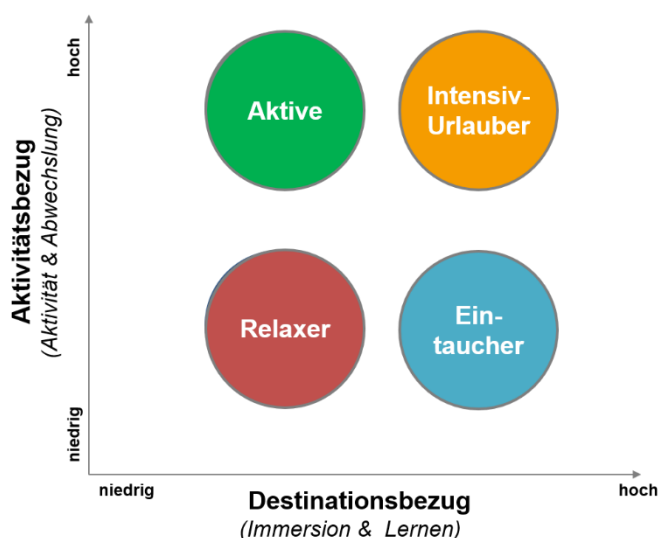 hoch
Aktivitätsbezug
(Aktivität & Abwechslung)
niedrig
Aktive
Intensiv-
Urlauber
Relaxer
Ein-
taucher
niedrig
Destinationsbezug
hoch
(Immersion & Lernen)